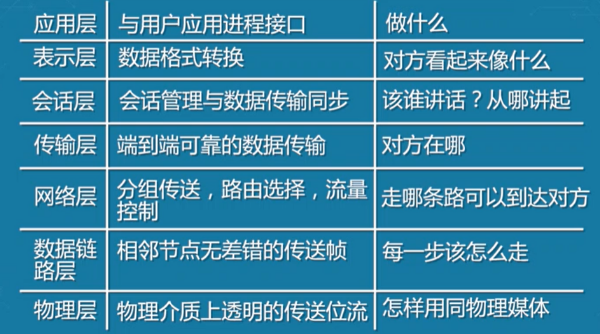 应用层 与用户应用进程接口 做什么
表示层 数据格式转换 对方看起来像什么
会话层 会话管理与数据传输同步 该谁讲话？从哪讲起
传输层 端到端可靠的数据传输 对方在哪
网络层 分组传送，路由选择，流量
控制 走哪条路可以到达对方
数据链
路层 相邻节点无差错的传送帧 每一步该怎么走
物理层 物理介质上透明的传送位流 怎样用同物理媒体